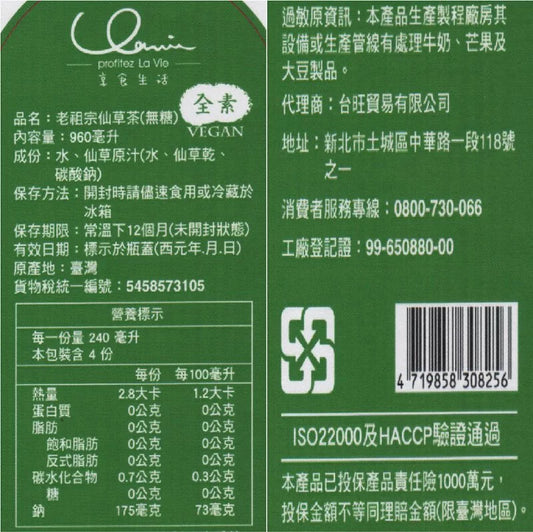 profitez La Vie
享食生活
全素
VEGAN
品名：老祖宗仙草茶(無糖)
內容量：960毫升
成份：水、仙草原汁(水、仙草乾、
碳酸鈉)
保存方法：開封時請儘速食用或冷藏於
冰箱
保存期限：常溫下12個月(未開封狀態)
有效日期：標示於瓶蓋(西元年.月.日)
原產地：臺灣
貨物稅統一編號：5458573105
營養標示
每一份量 240 毫升
本包裝含 4 份
每份 每100毫升
熱量 2.8大卡 1.2大卡
蛋白質 0公克 0公克
脂肪 0公克 0公克
飽和脂肪 0公克 0公克
反式脂肪 0公克 0公克
碳水化合物 0.7公克 0.3公克
糖 0公克 0公克
鈉 175毫克 73毫克
過敏原資訊：本產品生產製程廠房其
設備或生產管線有處理牛奶、芒果及
大豆製品。
代理商：台旺貿易有限公司
地址：新北市土城區中華路一段118號
之一
消費者服務專線：0800-730-066
工廠登記證：99-650880-00
4 719858 308256
ISO22000及HACCP驗證通過
本產品已投保產品責任險1000萬元，
投保金額不等同理賠金額(限臺灣地區)。